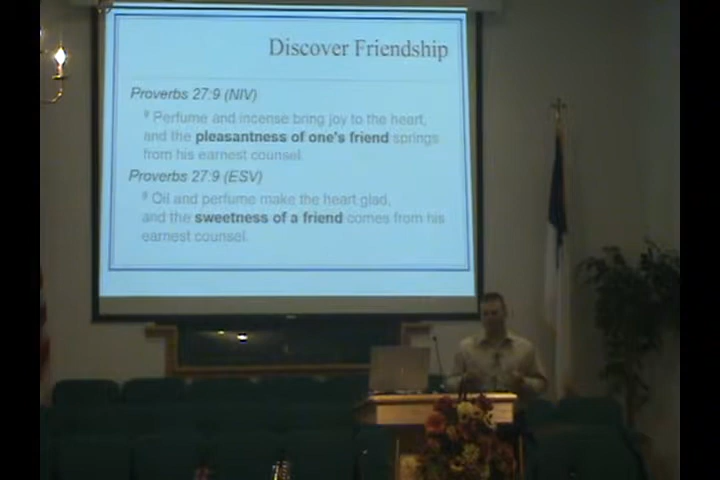 Discover Friendship
Proverbs 27:9 (NIV)
9 Perfume and incense bring joy to the heart,
and the pleasantness of one's friend springs
from his earnest counsel.
Proverbs 27:9 (ESV)
9 Oil and perfume make the heart glad,
and the sweetness of a friend comes from his
earnest counsel.